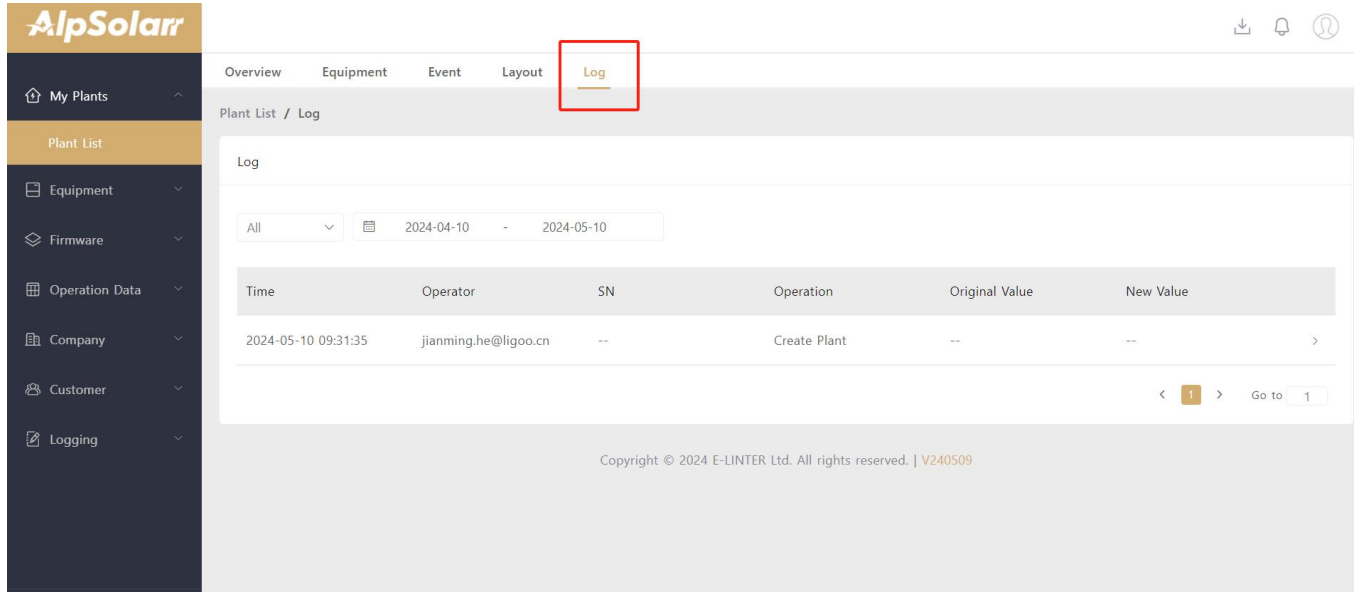 AlpSolarr
Overview Equipment Event Layout Log
My Plants
Plant List / Log
Plant List
Log
Equipment
All 2024-04-10 - 2024-05-10
Firmware
Operation Data
Time Operator SN Operation Original Value New Value
Company
2024-05-10 09:31:35 jianming.he@ligoo.cn -- Create Plant -- --
Customer
< 1 > Go to 1
Logging
Copyright © 2024 E-LINTER Ltd. All rights reserved. | V240509